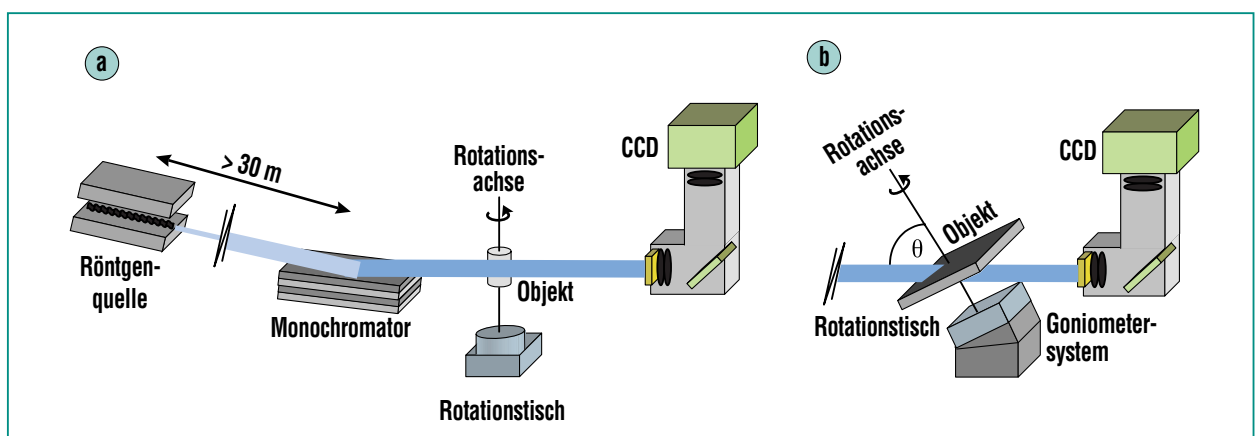 a
> 30 m
Röntgen-
quelle
Monochromator
Rotations-
achse
Objekt
Rotationstisch
CCD
b
Rotations-
achse
θ
Objekt
Rotationstisch
Goniometer-
system
CCD